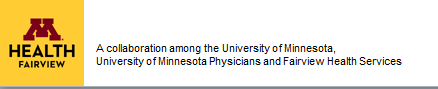 M
HEALTH
FAIRVIEW
A collaboration among the University of Minnesota,
University of Minnesota Physicians and Fairview Health Services